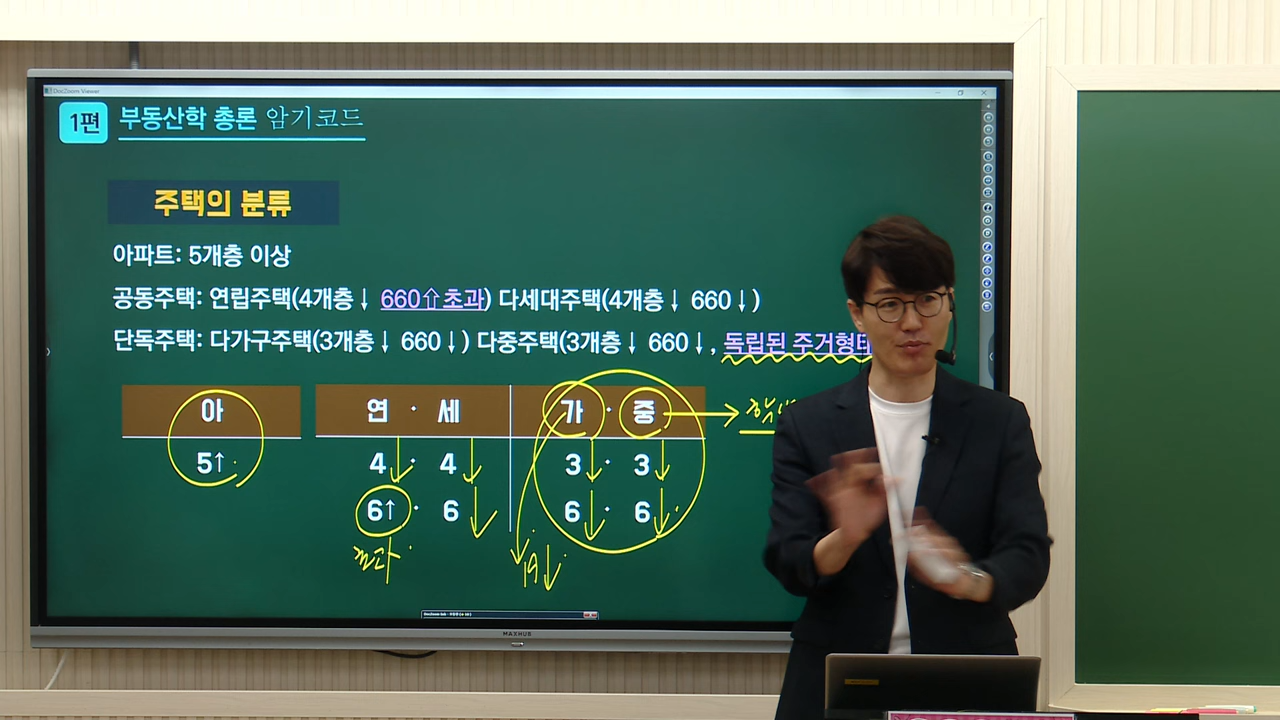 DocZoom Viewer
1편 부동산학 총론 암기코드
주택의 분류
아파트: 5개층 이상
공동주택: 연립주택(4개층↓ 660⇧초과) 다세대주택(4개층↓ 660↓)
단독주택: 다가구주택(3개층↓ 660↓) 다중주택(3개층↓ 660↓, 독립된 주거형태
아 연 · 세 가 · 중 →
5↑ 4↓ · 4↓ 3↓ · 3↓
6↑ · 6↓ 6↓ · 6↓
초과 19↓
MAXHUB